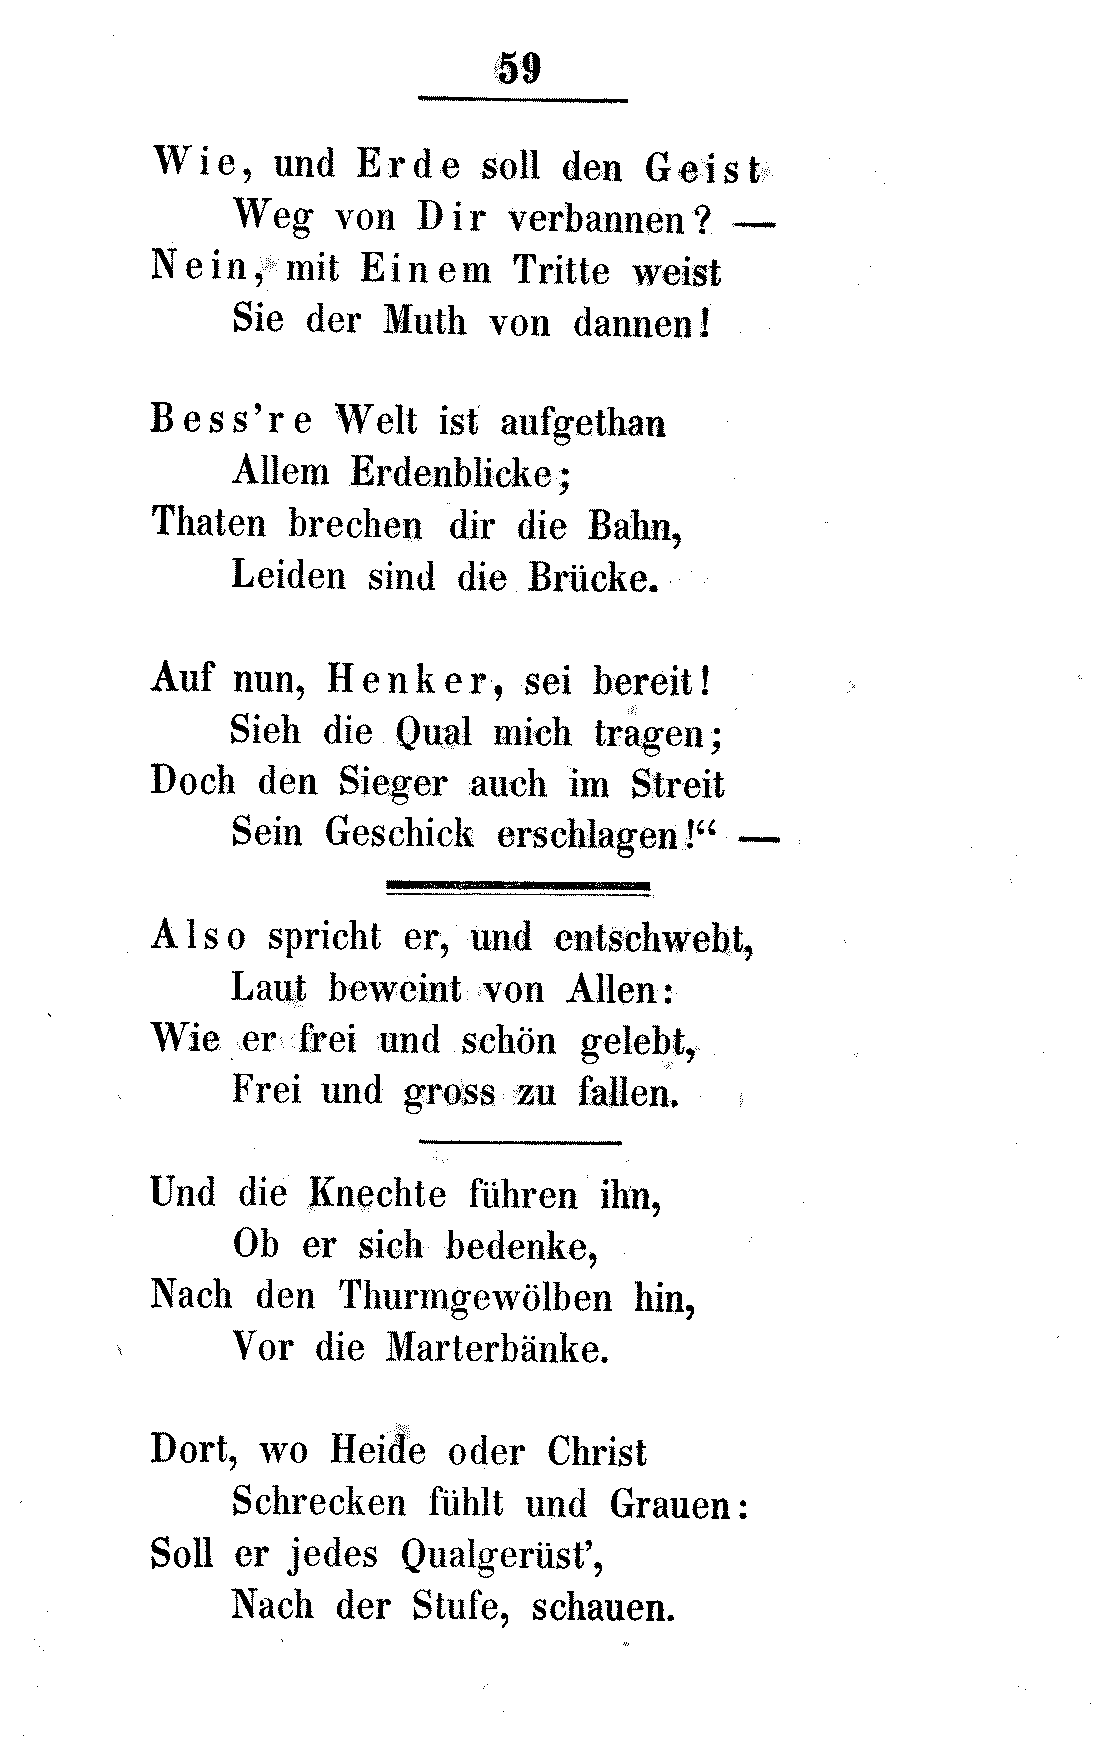 59
Wie, und Erde soll den Geist
Weg von Dir verbannen? —
Nein, mit Einem Tritte weist
Sie der Muth von dannen!
Bess're Welt ist aufgethan
Allem Erdenblicke;
Thaten brechen dir die Bahn,
Leiden sind die Brücke.
Auf nun, Henker, sei bereit!
Sieh die Qual mich tragen;
Doch den Sieger auch im Streit
Sein Geschick erschlagen!“ —
Also spricht er, und entschwebt,
Laut beweint von Allen:
Wie er frei und schön gelebt,
Frei und gross zu fallen.
Und die Knechte führen ihn,
Ob er sich bedenke,
Nach den Thurmgewölben hin,
Vor die Marterbänke.
Dort, wo Heide oder Christ
Schrecken fühlt und Grauen:
Soll er jedes Qualgerüst’,
Nach der Stufe, schauen.